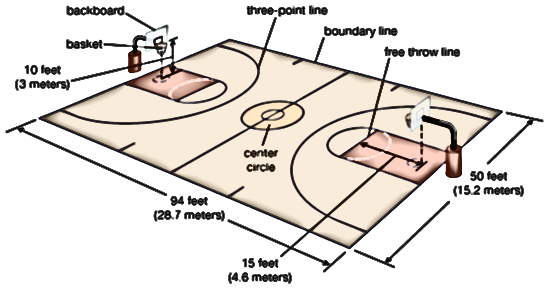 backboard
three-point line
boundary line
basket
free throw line
10 feet
(3 meters)
center
circle
50 feet
(15.2 meters)
94 feet
(28.7 meters)
15 feet
(4.6 meters)